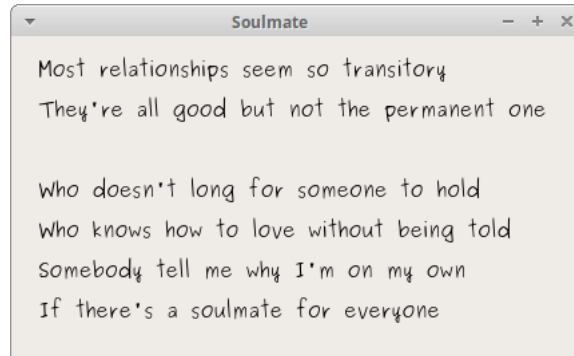 Soulmate
Most relationships seem so transitory
They're all good but not the permanent one
Who doesn't long for someone to hold
Who knows how to love without being told
Somebody tell me why I'm on my own
If there's a soulmate for everyone